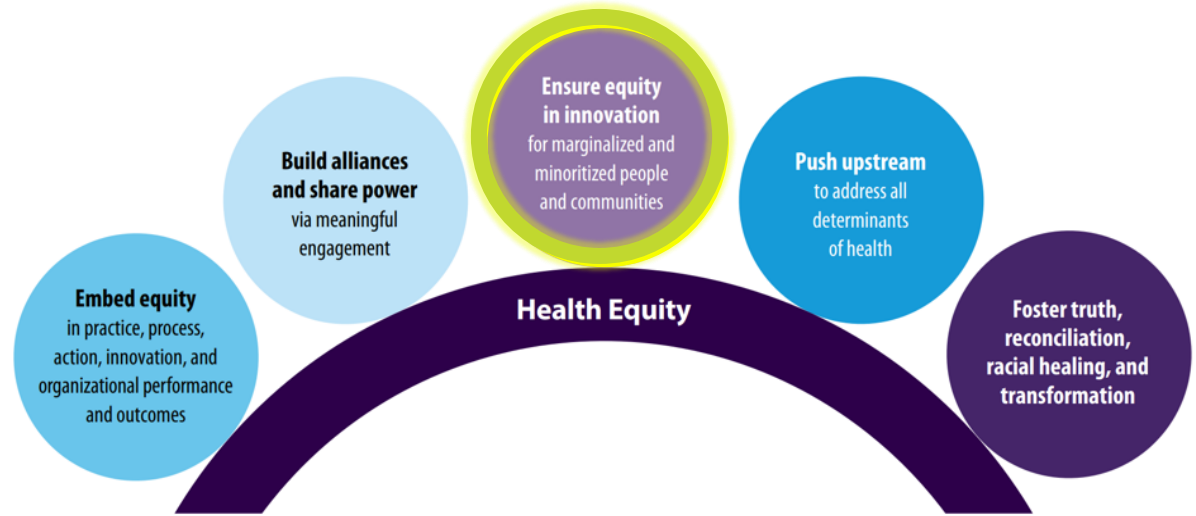 Ensure equity
in innovation
for marginalized and
minoritized people
and communities
Build alliances
and share power
via meaningful
engagement
Push upstream
to address all
determinants
of health
Embed equity
in practice, process,
action, innovation, and
organizational performance
and outcomes
Health Equity
Foster truth,
reconciliation,
racial healing, and
transformation